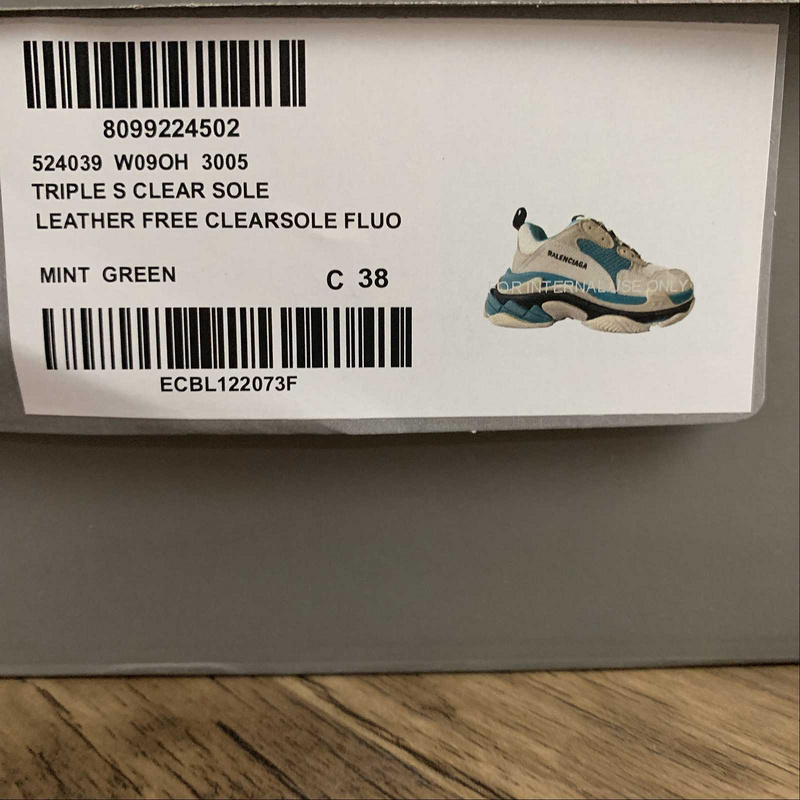 8099224502
524039 W09OH 3005
TRIPLE S CLEAR SOLE
LEATHER FREE CLEARSOLE FLUO
MINT GREEN C 38
ECBL122073F
BALENCIAGA
OR INTERNAL USE ONLY